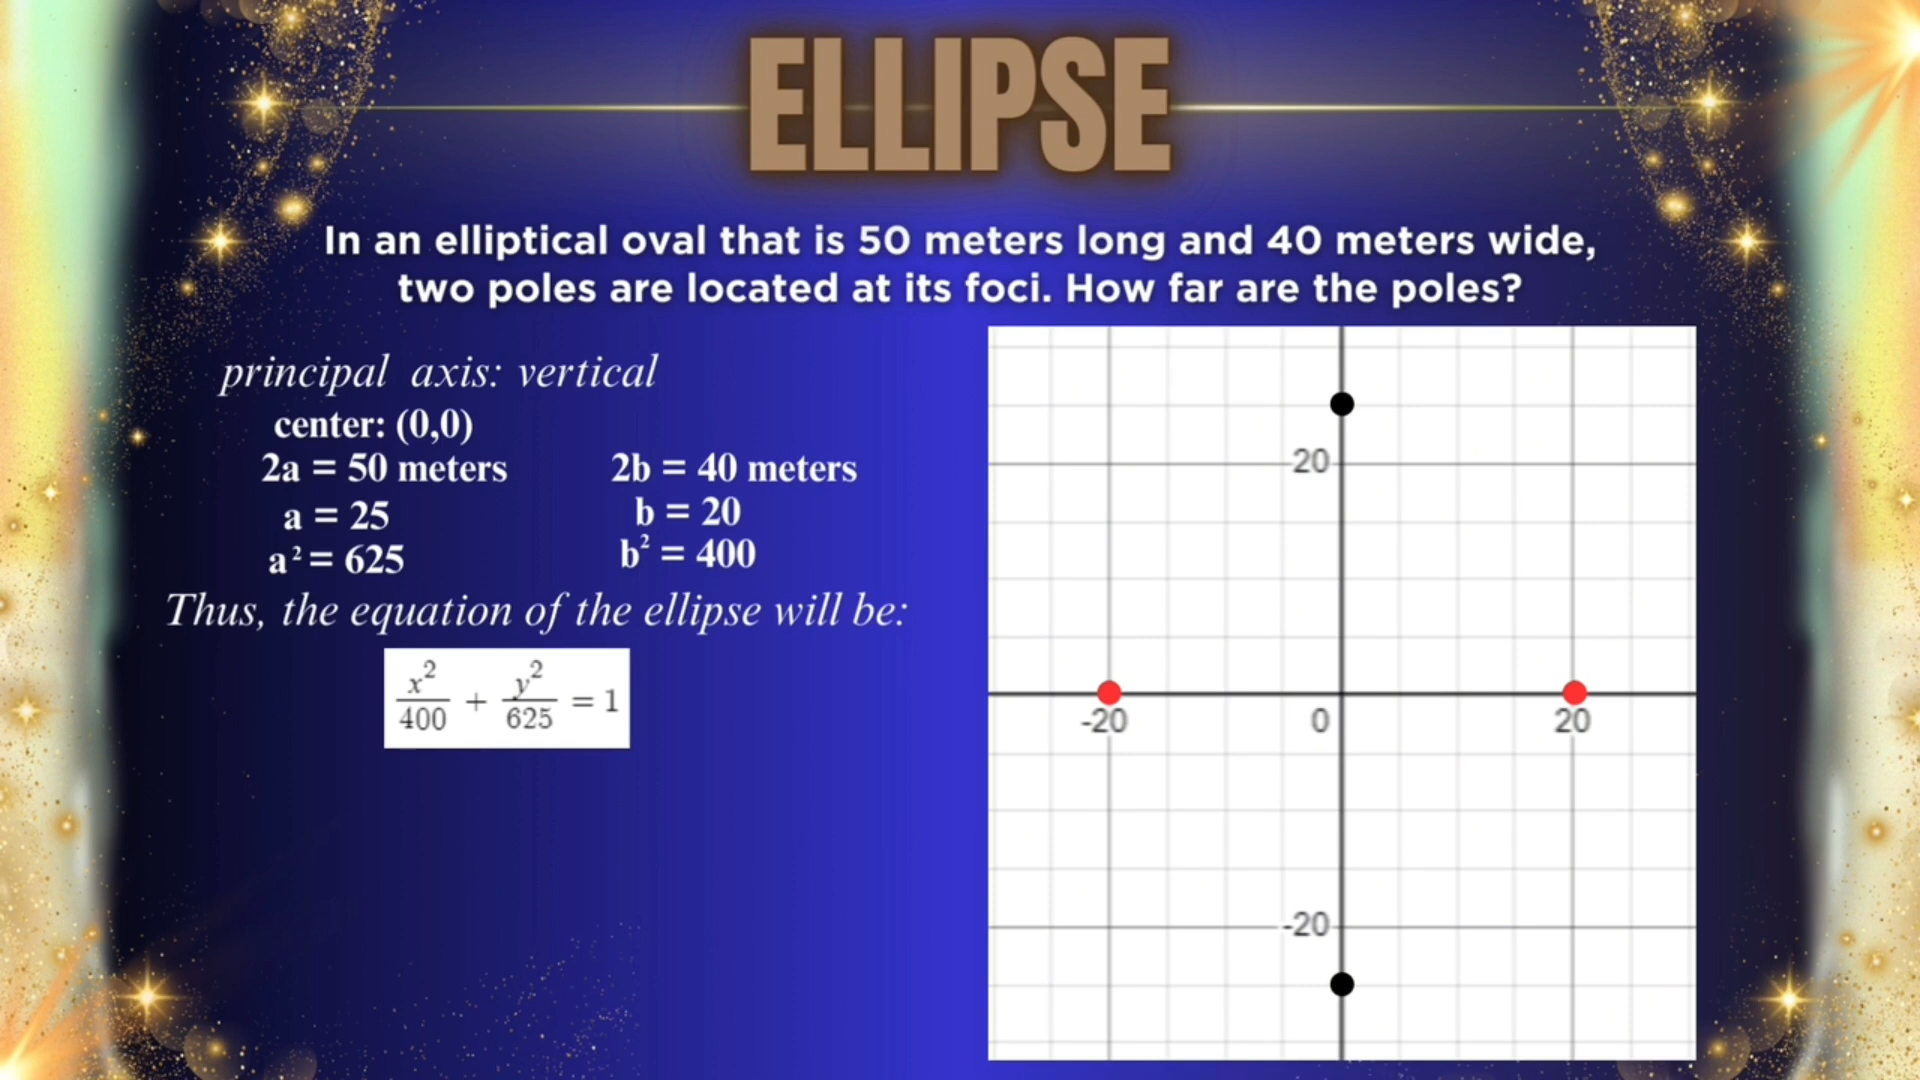 ELLIPSE
In an elliptical oval that is 50 meters long and 40 meters wide,
two poles are located at its foci. How far are the poles?
principal axis: vertical
center: (0,0)
2a = 50 meters
a = 25
a² = 625
2b = 40 meters
b = 20
b² = 400
Thus, the equation of the ellipse will be:
x²/400 + y²/625 = 1
20
-20 0 20
-20